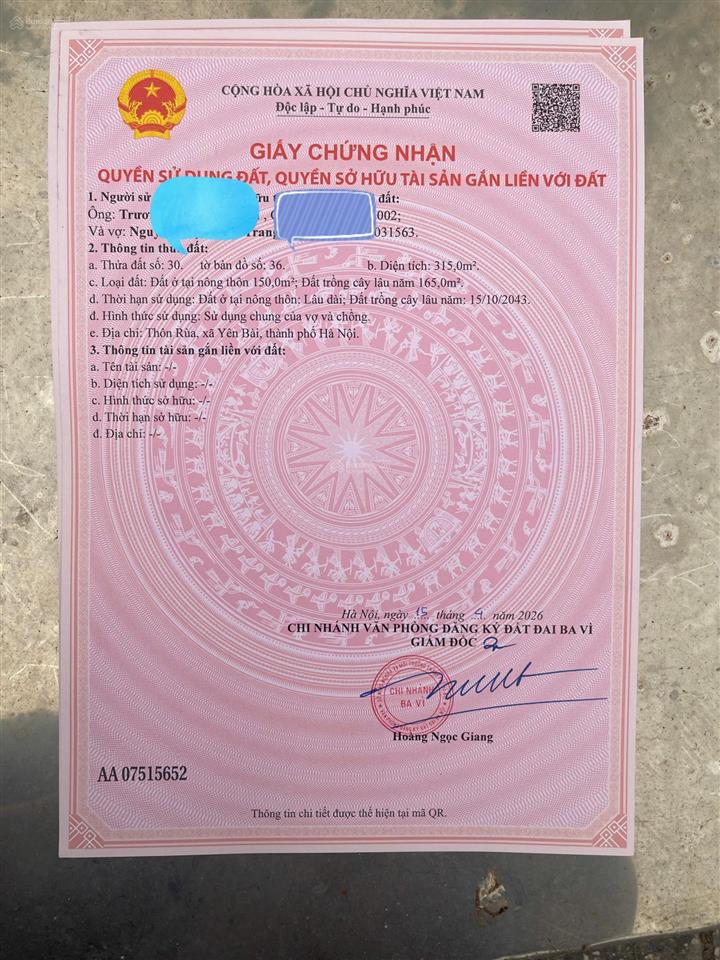 CỘNG HÒA XÃ HỘI CHỦ NGHĨA VIỆT NAM
Độc lập - Tự do - Hạnh phúc
GIẤY CHỨNG NHẬN
QUYỀN SỬ DỤNG ĐẤT, QUYỀN SỞ HỮU TÀI SẢN GẮN LIỀN VỚI ĐẤT
1. Người sử đất:
Ông: 002;
Và vợ: 031563.
2. Thông tin thửa đất:
a. Thửa đất số: 30. tờ bản đồ số: 36. b. Diện tích: 315,0m².
c. Loại đất: Đất ở tại nông thôn 150,0m²; Đất trồng cây lâu năm 165,0m².
d. Thời hạn sử dụng: Đất ở tại nông thôn: Lâu dài; Đất trồng cây lâu năm: 15/10/2043.
đ. Hình thức sử dụng: Sử dụng chung của vợ và chồng.
e. Địa chỉ: Thôn Rùa, xã Yên Bài, thành phố Hà Nội.
3. Thông tin tài sản gắn liền với đất:
a. Tên tài sản: -/-
b. Diện tích sử dụng: -/-
c. Hình thức sở hữu: -/-
d. Thời hạn sở hữu: -/-
đ. Địa chỉ: -/-
Hà Nội, ngày 15 tháng 4 năm 2026
CHI NHÁNH VĂN PHÒNG ĐĂNG KÝ ĐẤT ĐAI BA VÌ
GIÁM ĐỐC
CHI NHÁNH
BA VÌ
Hoàng Ngọc Giang
AA 07515652
Thông tin chi tiết được thể hiện tại mã QR.